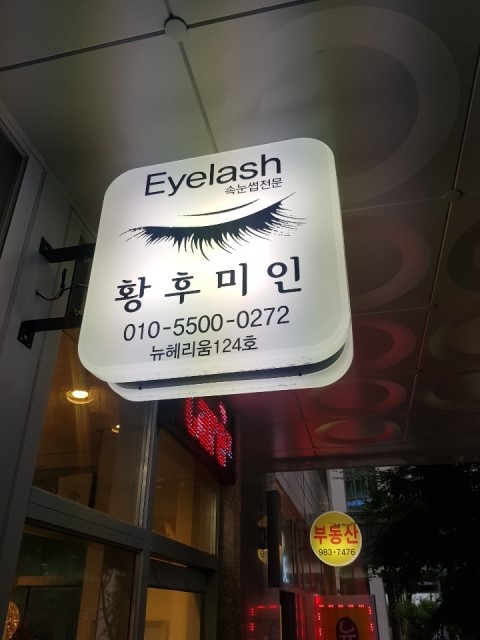 Eyelash
속눈썹전문
황후미인
010-5500-0272
뉴헤리움124호
부동산
983-7476